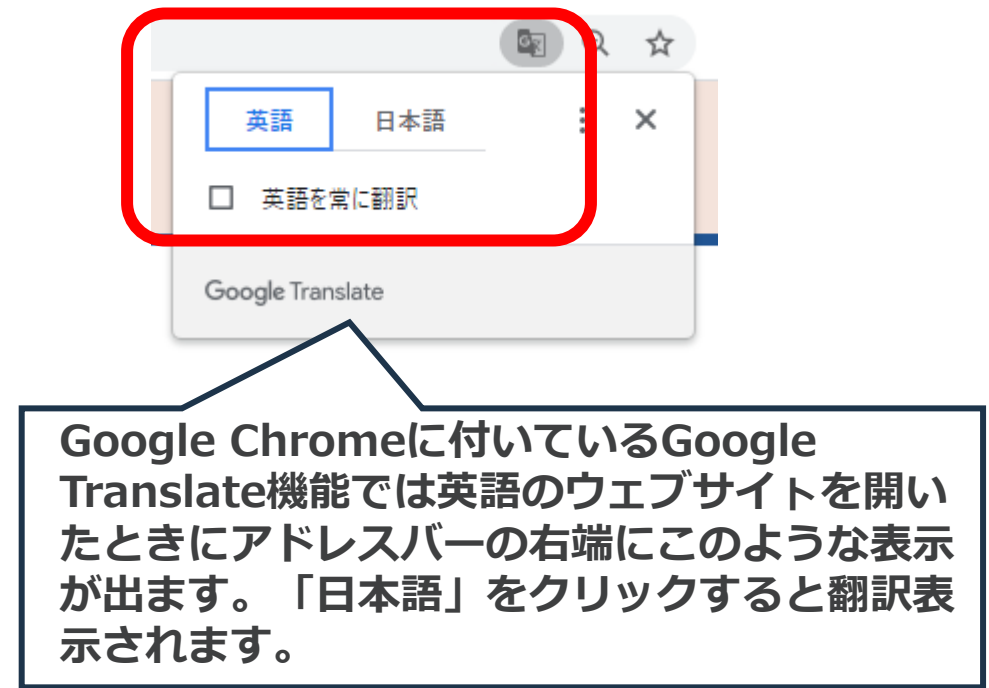 英語 日本語
英語を常に翻訳
Google Translate
Google Chromeに付いているGoogle
Translate機能では英語のウェブサイトを開い
たときにアドレスバーの右端にこのような表示
が出ます。「日本語」をクリックすると翻訳表
示されます。